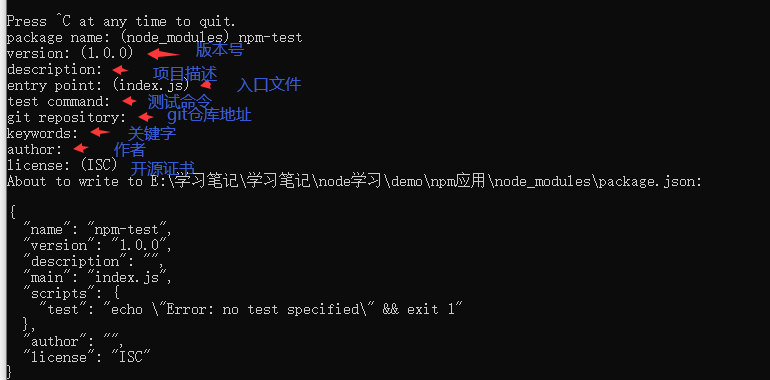 Press ^C at any time to quit.
package name: (node_modules) npm-test
version: (1.0.0) 版本号
description: 项目描述
entry point: (index.js) 入口文件
test command: 测试命令
git repository: git仓库地址
keywords: 关键字
author: 作者
license: (ISC) 开源证书
About to write to E:\学习笔记\学习笔记\node学习\demo\npm应用\node_modules\package.json:
{
  "name": "npm-test",
  "version": "1.0.0",
  "description": "",
  "main": "index.js",
  "scripts": {
    "test": "echo \"Error: no test specified\" && exit 1"
  },
  "author": "",
  "license": "ISC"
}